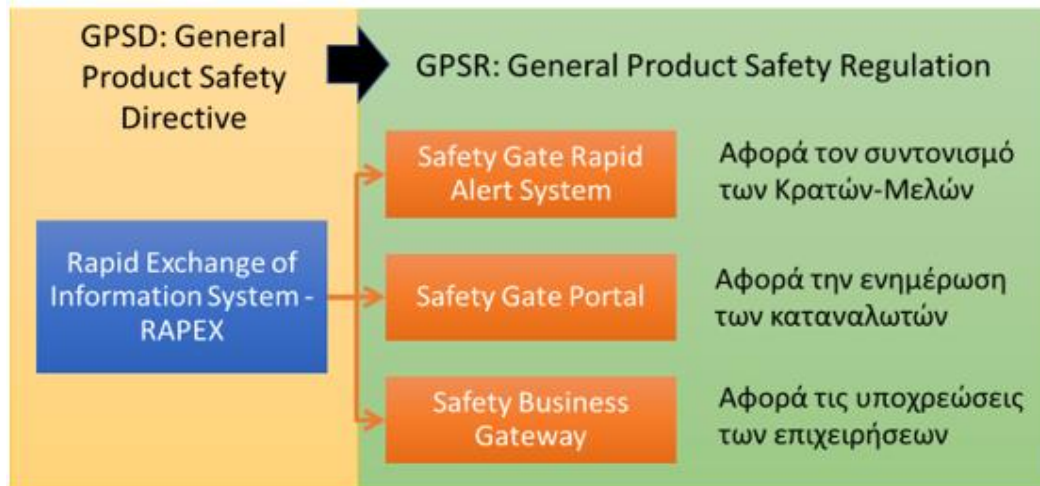 GPSD: General
Product Safety
Directive
GPSR: General Product Safety Regulation
Rapid Exchange of
Information System -
RAPEX
Safety Gate Rapid
Alert System
Αφορά τον συντονισμό
των Κρατών-Μελών
Safety Gate Portal
Αφορά την ενημέρωση
των καταναλωτών
Safety Business
Gateway
Αφορά τις υποχρεώσεις
των επιχειρήσεων